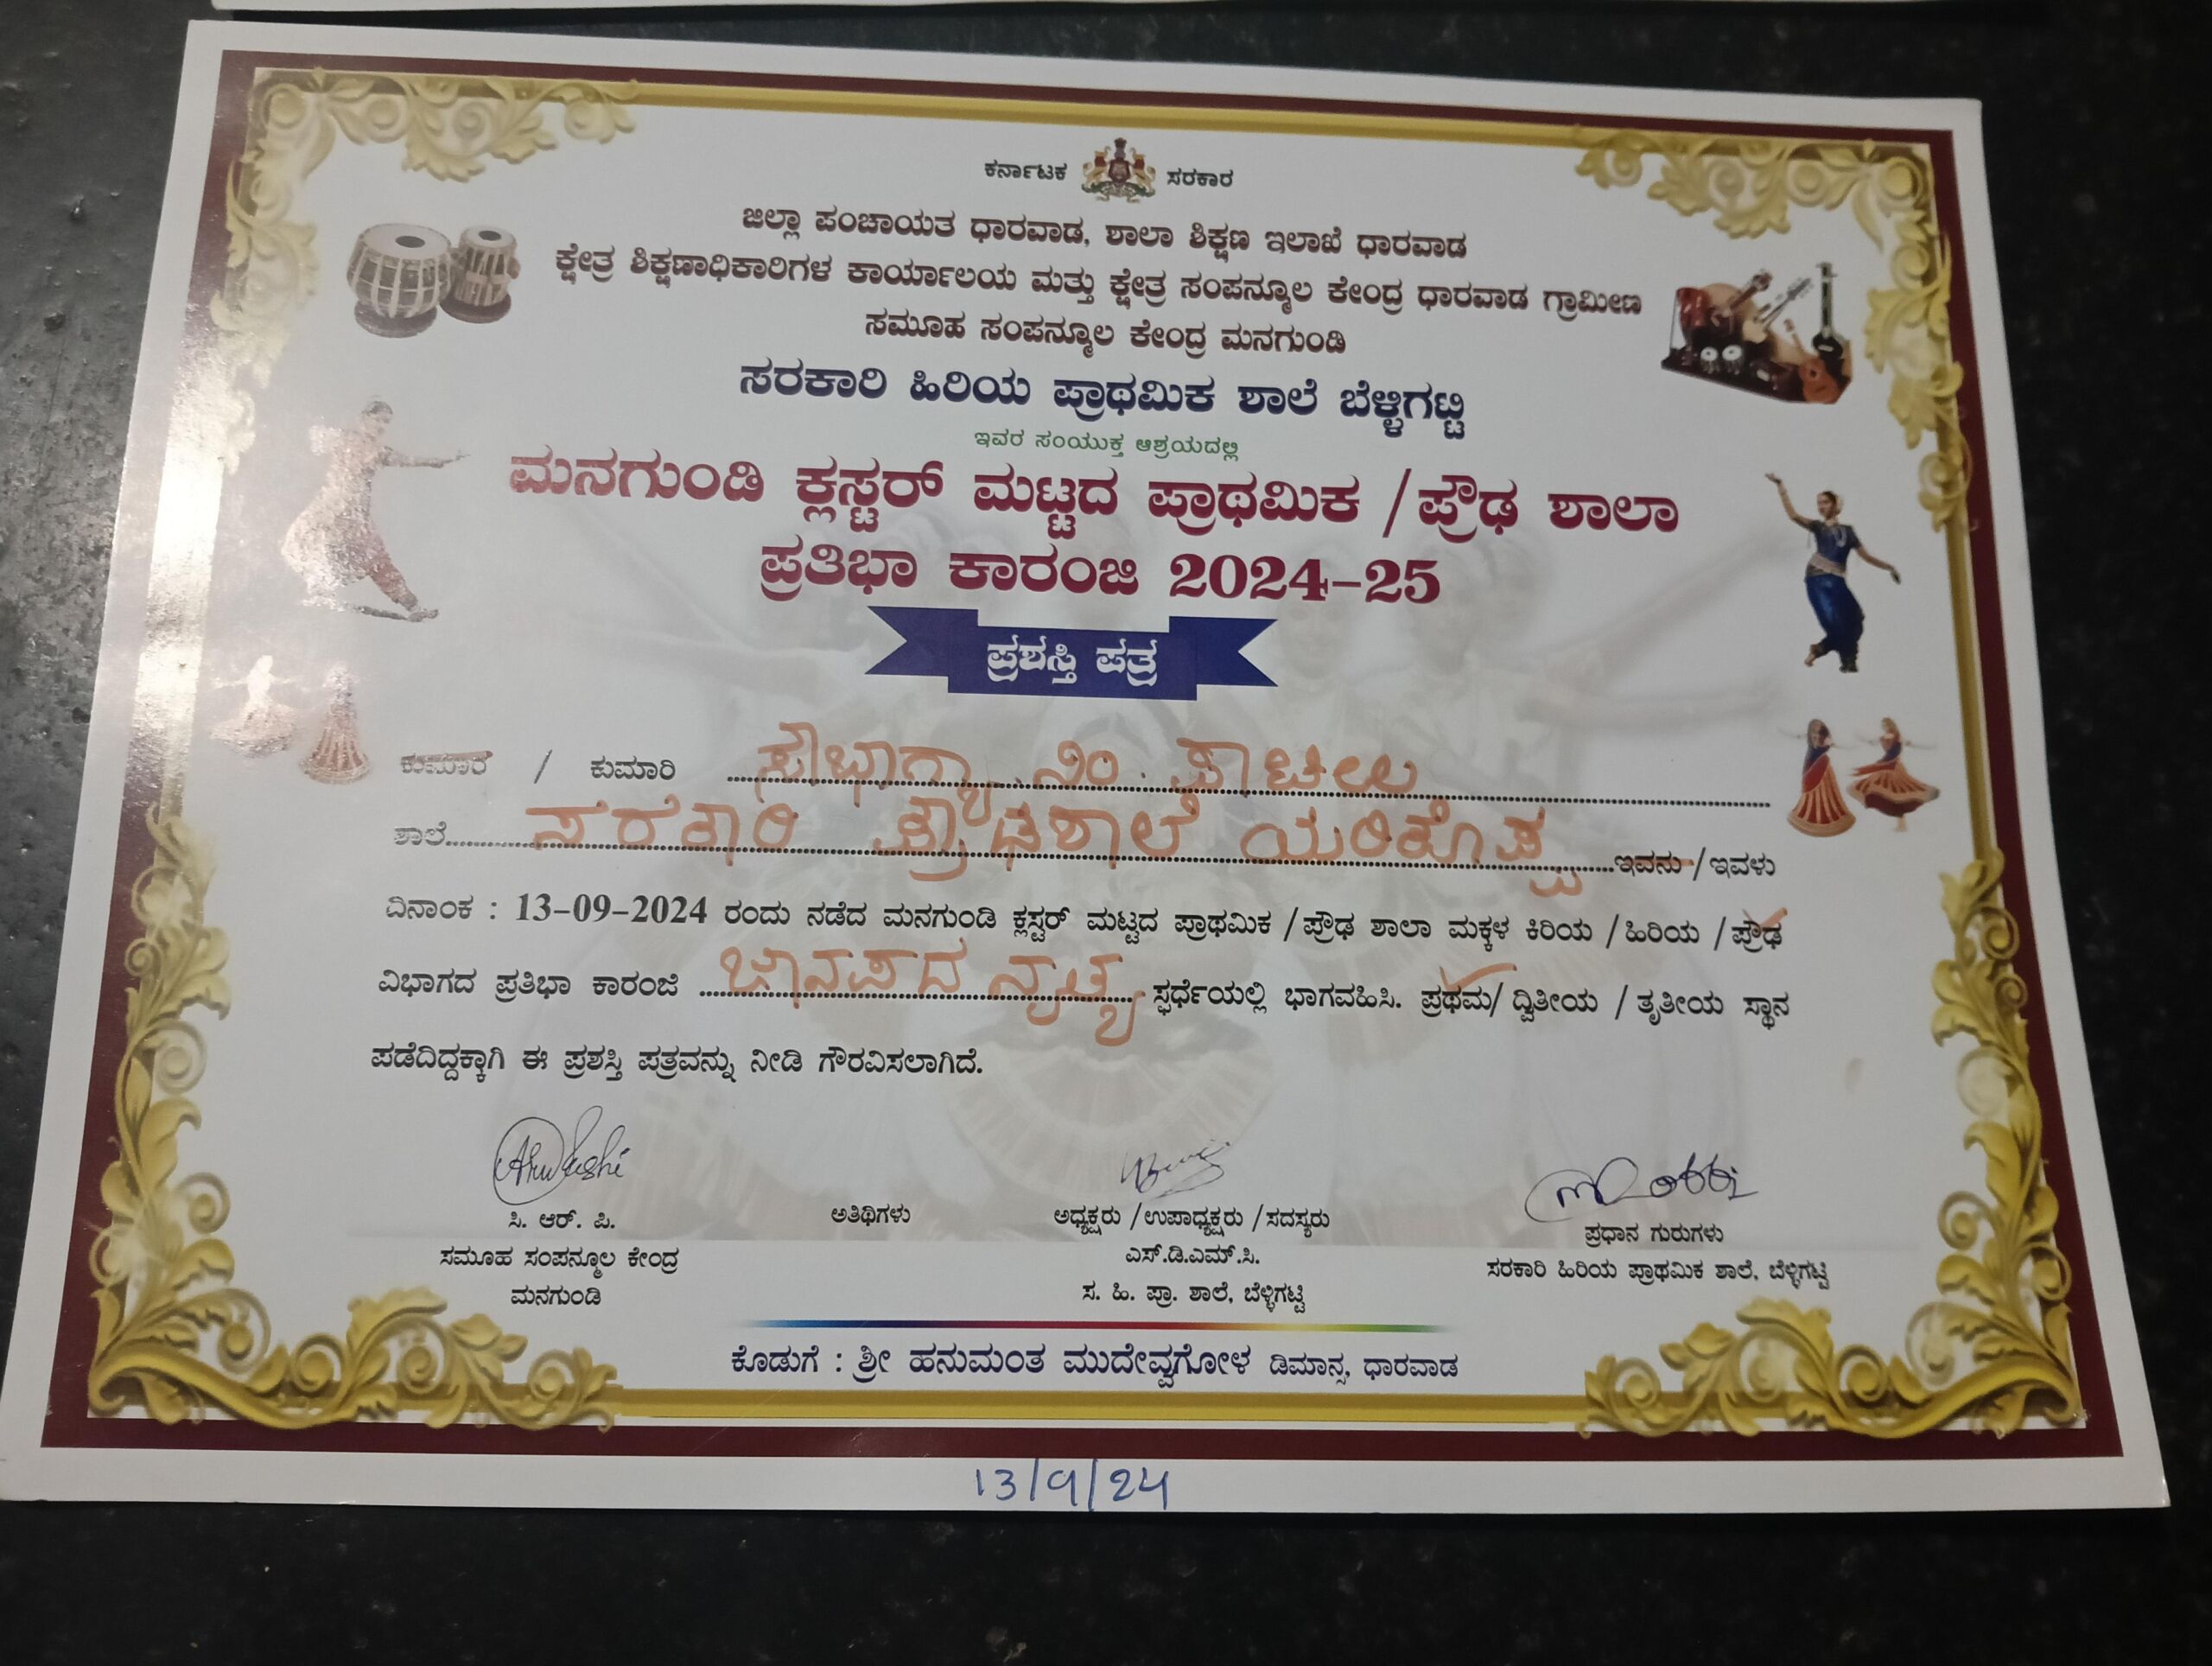 ಕರ್ನಾಟಕ ಸರಕಾರ
ಜಿಲ್ಲಾ ಪಂಚಾಯತ ಧಾರವಾಡ, ಶಾಲಾ ಶಿಕ್ಷಣ ಇಲಾಖೆ ಧಾರವಾಡ
ಕ್ಷೇತ್ರ ಶಿಕ್ಷಣಾಧಿಕಾರಿಗಳ ಕಾರ್ಯಾಲಯ ಮತ್ತು ಕ್ಷೇತ್ರ ಸಂಪನ್ಮೂಲ ಕೇಂದ್ರ ಧಾರವಾಡ ಗ್ರಾಮೀಣ
ಸಮೂಹ ಸಂಪನ್ಮೂಲ ಕೇಂದ್ರ ಮನಗುಂಡಿ
ಸರಕಾರಿ ಹಿರಿಯ ಪ್ರಾಥಮಿಕ ಶಾಲೆ ಬೆಳ್ಳಿಗಟ್ಟಿ
ಇವರ ಸಂಯುಕ್ತ ಆಶ್ರಯದಲ್ಲಿ
ಮನಗುಂಡಿ ಕ್ಲಸ್ಟರ್ ಮಟ್ಟದ ಪ್ರಾಥಮಿಕ / ಪ್ರೌಢ ಶಾಲಾ
ಪ್ರತಿಭಾ ಕಾರಂಜಿ 2024-25
ಪ್ರಶಸ್ತಿ ಪತ್ರ
ಕುಮಾರ / ಕುಮಾರಿ ಸೌಭಾಗ್ಯಾ ನಿಂ. ಪಾಟೀಲ
ಶಾಲೆ ಸರಕಾರಿ ಪ್ರೌಢಶಾಲೆ ಯರಿಕೊಪ್ಪ ಇವನು / ಇವಳು
ದಿನಾಂಕ : 13-09-2024 ರಂದು ನಡೆದ ಮನಗುಂಡಿ ಕ್ಲಸ್ಟರ್ ಮಟ್ಟದ ಪ್ರಾಥಮಿಕ / ಪ್ರೌಢ ಶಾಲಾ ಮಕ್ಕಳ ಕಿರಿಯ / ಹಿರಿಯ / ಪ್ರೌಢ
ವಿಭಾಗದ ಪ್ರತಿಭಾ ಕಾರಂಜಿ ಜಾನಪದ ನೃತ್ಯ ಸ್ಪರ್ಧೆಯಲ್ಲಿ ಭಾಗವಹಿಸಿ. ಪ್ರಥಮ/ ದ್ವಿತೀಯ / ತೃತೀಯ ಸ್ಥಾನ
ಪಡೆದಿದ್ದಕ್ಕಾಗಿ ಈ ಪ್ರಶಸ್ತಿ ಪತ್ರವನ್ನು ನೀಡಿ ಗೌರವಿಸಲಾಗಿದೆ.
ಸಿ. ಆರ್. ಪಿ.
ಸಮೂಹ ಸಂಪನ್ಮೂಲ ಕೇಂದ್ರ
ಮನಗುಂಡಿ
ಅತಿಥಿಗಳು
ಅಧ್ಯಕ್ಷರು / ಉಪಾಧ್ಯಕ್ಷರು / ಸದಸ್ಯರು
ಎಸ್.ಡಿ.ಎಮ್.ಸಿ.
ಸ. ಹಿ. ಪ್ರಾ. ಶಾಲೆ, ಬೆಳ್ಳಿಗಟ್ಟಿ
ಪ್ರಧಾನ ಗುರುಗಳು
ಸರಕಾರಿ ಹಿರಿಯ ಪ್ರಾಥಮಿಕ ಶಾಲೆ, ಬೆಳ್ಳಿಗಟ್ಟಿ
ಕೊಡುಗೆ : ಶ್ರೀ ಹನುಮಂತ ಮುದೇವ್ವಗೋಳ ಡಿಮಾನ್ಸ, ಧಾರವಾಡ
13/9/24